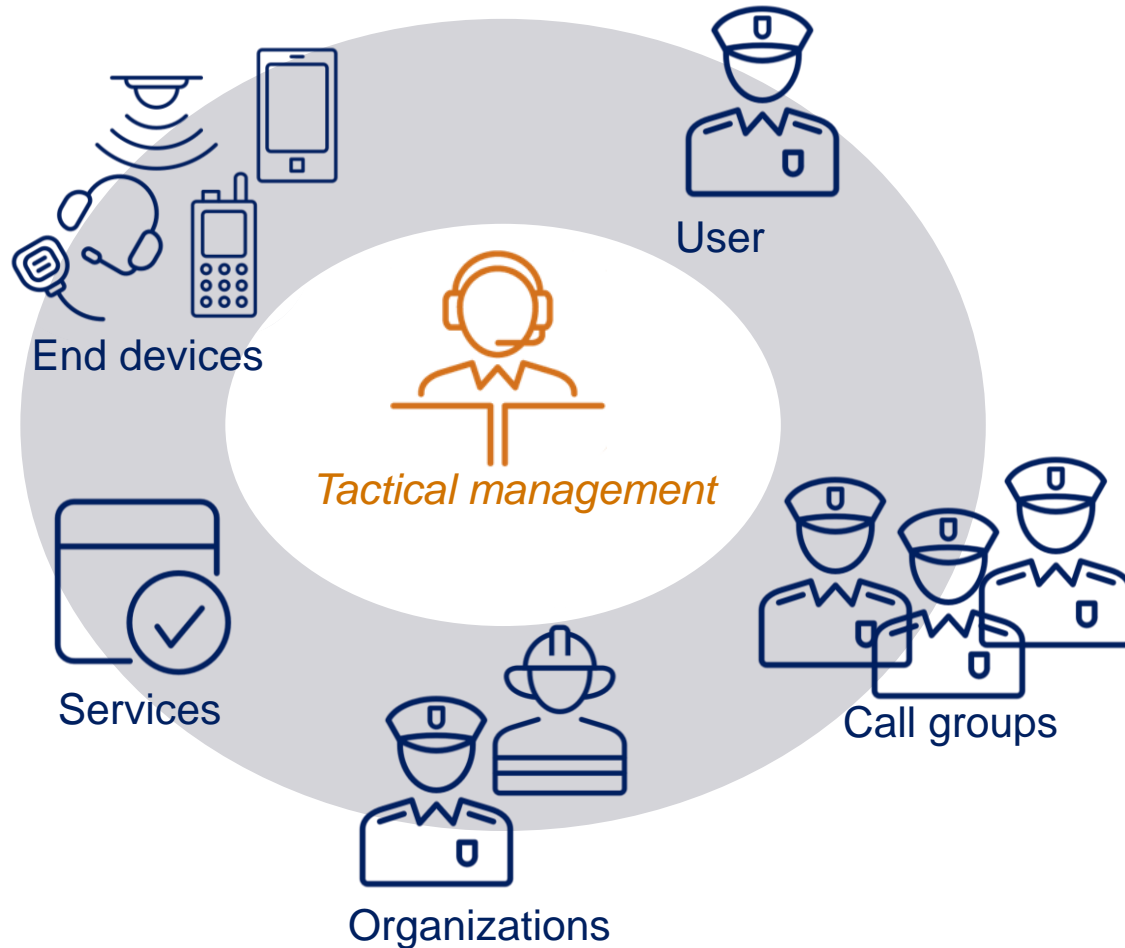 User
End devices
Tactical management
Services
Call groups
Organizations